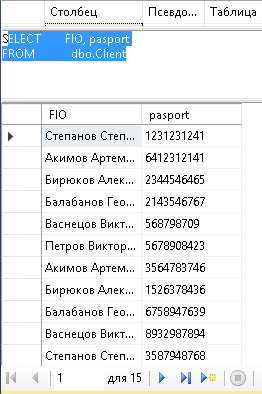 Столбец Псевдо... Таблица
SELECT FIO, pasport
FROM dbo.Client
FIO pasport
Степанов Степ... 1231231241
Акимов Артем... 6412312141
Бирюков Алек... 2344546465
Балабанов Гео... 2143546767
Васнецов Викт... 568798709
Петров Виктор... 5678908423
Акимов Артем... 3564783746
Бирюков Алек... 1526378436
Балабанов Гео... 6758947639
Васнецов Викт... 8932987894
Степанов Степ... 3587948768
1 для 15